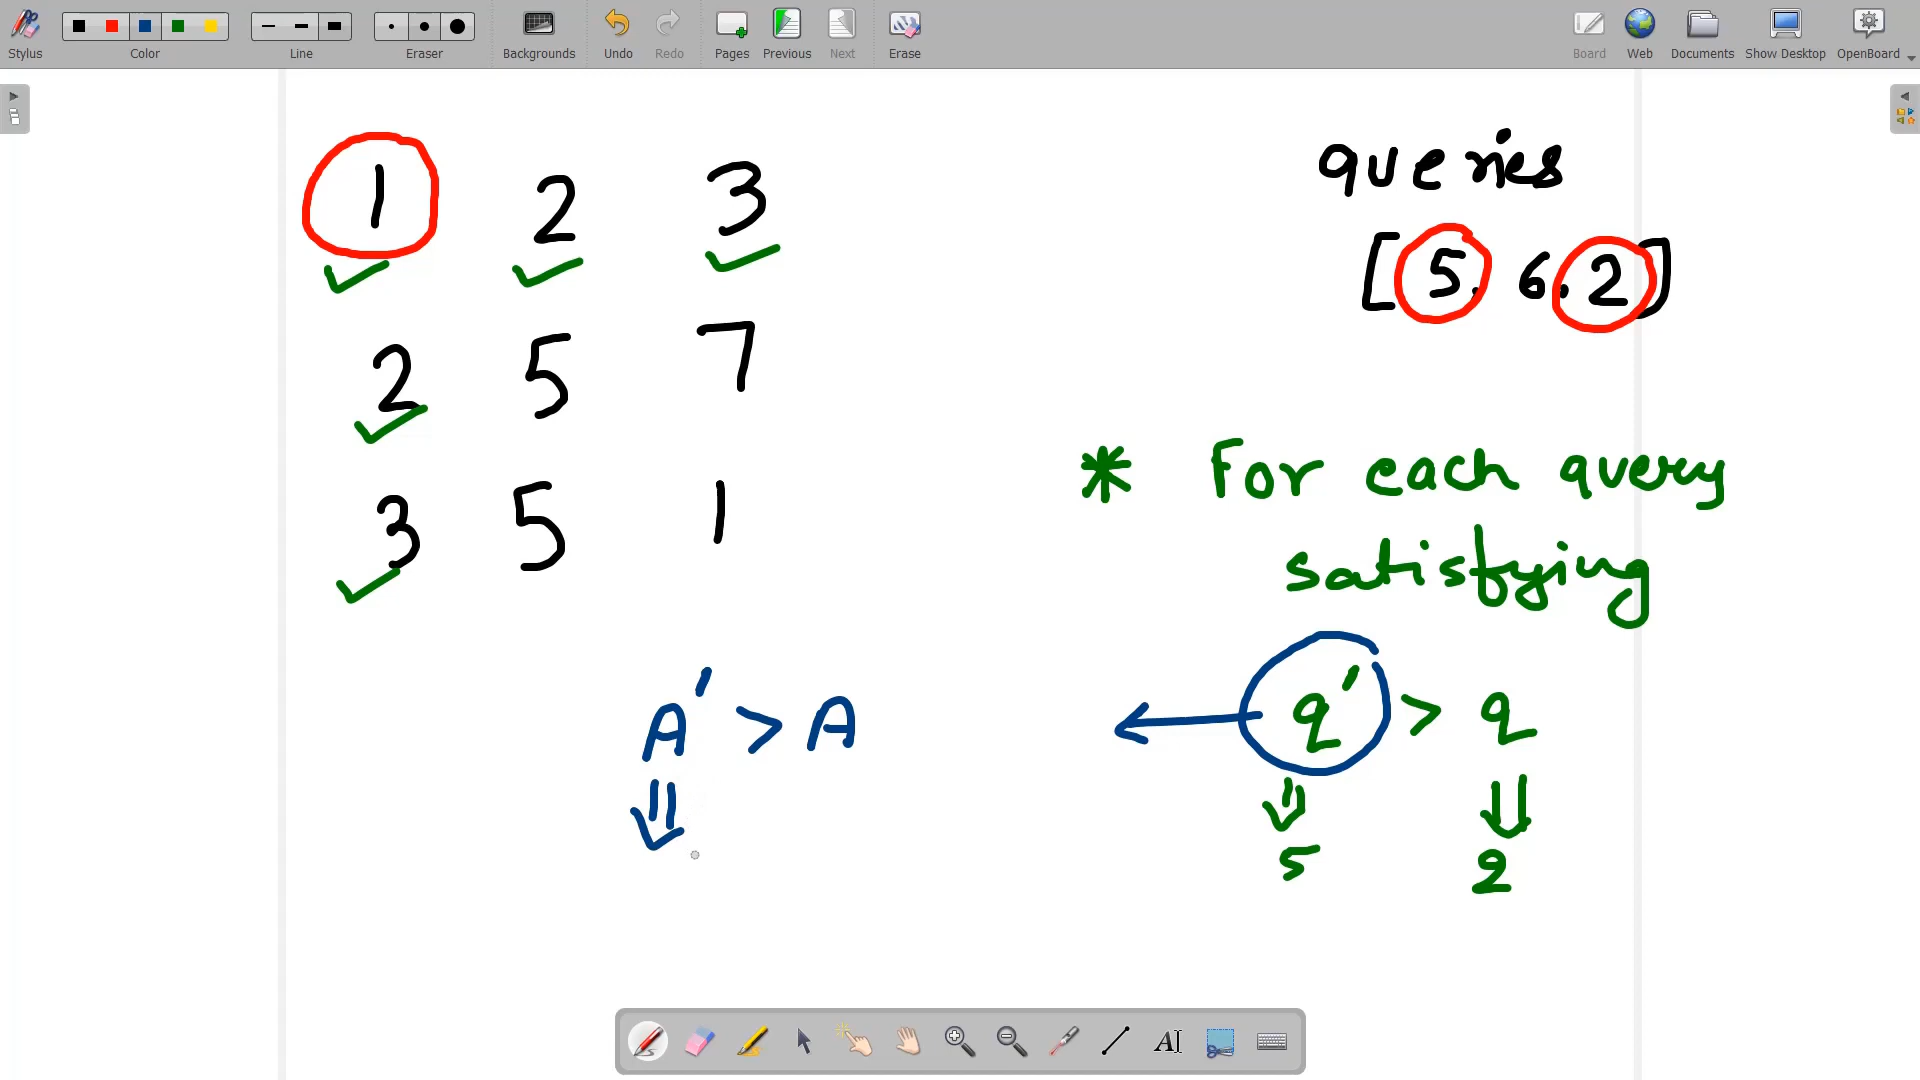 Stylus Color Line Eraser Backgrounds Undo Redo Pages Previous Next Erase Board Web Documents Show Desktop OpenBoard
1 2 3
2 5 7
3 5 1
queries
[5, 6, 2]
* For each query
satisfying
A' > A
q' > q
5 2